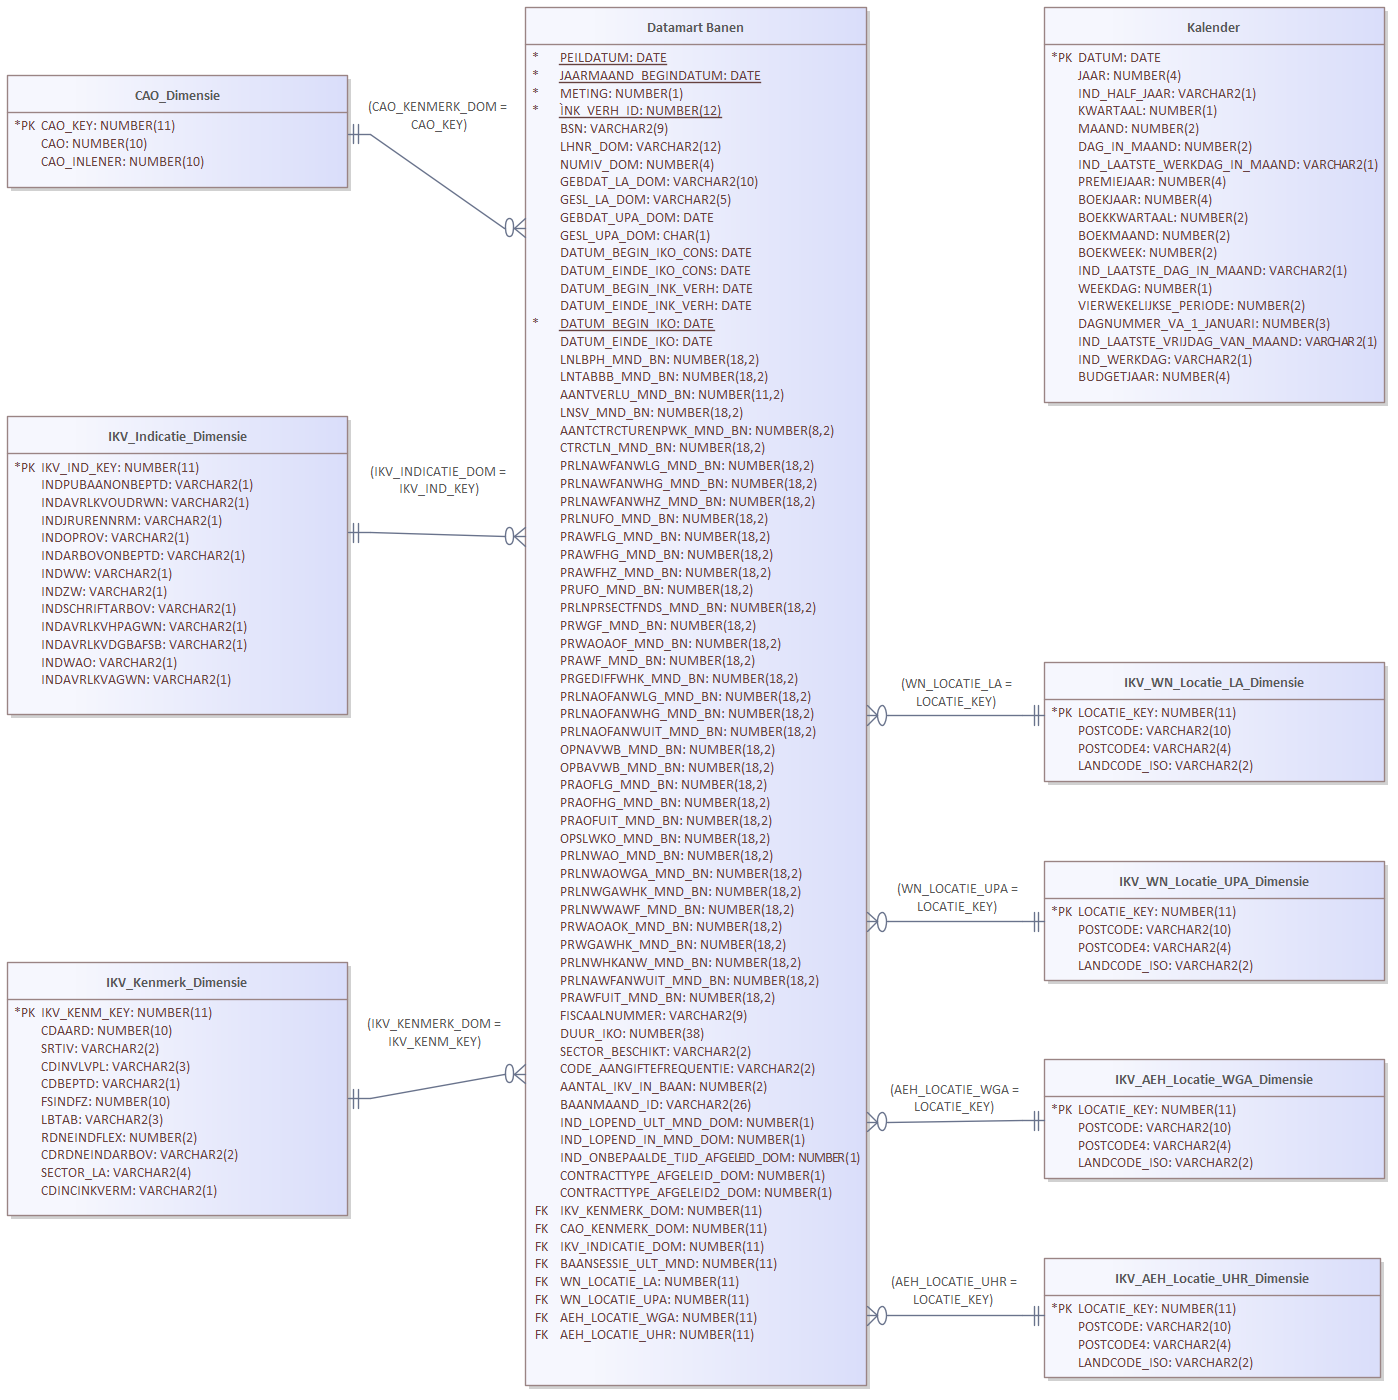 CAO_Dimensie
*PK CAO_KEY: NUMBER(11)
CAO: NUMBER(10)
CAO_INLENER: NUMBER(10)
(CAO_KENMERK_DOM =
CAO_KEY)
IKV_Indicatie_Dimensie
*PK IKV_IND_KEY: NUMBER(11)
INDPUBAANONBEPTD: VARCHAR2(1)
INDAVRLKVOUDRWN: VARCHAR2(1)
INDJRURENNRM: VARCHAR2(1)
INDOPROV: VARCHAR2(1)
INDARBOVONBEPTD: VARCHAR2(1)
INDWW: VARCHAR2(1)
INDZW: VARCHAR2(1)
INDSCHRIFTARBOV: VARCHAR2(1)
INDAVRLKVHPAGWN: VARCHAR2(1)
INDAVRLKVDGBAFSB: VARCHAR2(1)
INDWAO: VARCHAR2(1)
INDAVRLKVAGWN: VARCHAR2(1)
(IKV_INDICATIE_DOM =
IKV_IND_KEY)
IKV_Kenmerk_Dimensie
*PK IKV_KENM_KEY: NUMBER(11)
CDAARD: NUMBER(10)
SRTIV: VARCHAR2(2)
CDINVLVPL: VARCHAR2(3)
CDBEPTD: VARCHAR2(1)
FSINDFZ: NUMBER(10)
LBTAB: VARCHAR2(3)
RDNEINDFLEX: NUMBER(2)
CDRDNEINDARBOV: VARCHAR2(2)
SECTOR_LA: VARCHAR2(4)
CDINCINKVERM: VARCHAR2(1)
(IKV_KENMERK_DOM =
IKV_KENM_KEY)
Datamart Banen
* PEILDATUM: DATE
* JAARMAAND_BEGINDATUM: DATE
* METING: NUMBER(1)
* ÌNK_VERH_ID: NUMBER(12)
BSN: VARCHAR2(9)
LHNR_DOM: VARCHAR2(12)
NUMIV_DOM: NUMBER(4)
GEBDAT_LA_DOM: VARCHAR2(10)
GESL_LA_DOM: VARCHAR2(5)
GEBDAT_UPA_DOM: DATE
GESL_UPA_DOM: CHAR(1)
DATUM_BEGIN_IKO_CONS: DATE
DATUM_EINDE_IKO_CONS: DATE
DATUM_BEGIN_INK_VERH: DATE
DATUM_EINDE_INK_VERH: DATE
* DATUM_BEGIN_IKO: DATE
DATUM_EINDE_IKO: DATE
LNLBPH_MND_BN: NUMBER(18,2)
LNTABBB_MND_BN: NUMBER(18,2)
AANTVERLU_MND_BN: NUMBER(11,2)
LNSV_MND_BN: NUMBER(18,2)
AANTCTRCTURENPWK_MND_BN: NUMBER(8,2)
CTRCTLN_MND_BN: NUMBER(18,2)
PRLNAWFANWLG_MND_BN: NUMBER(18,2)
PRLNAWFANWHG_MND_BN: NUMBER(18,2)
PRLNAWFANWHZ_MND_BN: NUMBER(18,2)
PRLNUFO_MND_BN: NUMBER(18,2)
PRAWFLG_MND_BN: NUMBER(18,2)
PRAWFHG_MND_BN: NUMBER(18,2)
PRAWFHZ_MND_BN: NUMBER(18,2)
PRUFO_MND_BN: NUMBER(18,2)
PRLNPRSECTFNDS_MND_BN: NUMBER(18,2)
PRWGF_MND_BN: NUMBER(18,2)
PRWAOAOF_MND_BN: NUMBER(18,2)
PRAWF_MND_BN: NUMBER(18,2)
PRGEDIFFWHK_MND_BN: NUMBER(18,2)
PRLNAOFANWLG_MND_BN: NUMBER(18,2)
PRLNAOFANWHG_MND_BN: NUMBER(18,2)
PRLNAOFANWUIT_MND_BN: NUMBER(18,2)
OPNAVWB_MND_BN: NUMBER(18,2)
OPBAVWB_MND_BN: NUMBER(18,2)
PRAOFLG_MND_BN: NUMBER(18,2)
PRAOFHG_MND_BN: NUMBER(18,2)
PRAOFUIT_MND_BN: NUMBER(18,2)
OPSLWKO_MND_BN: NUMBER(18,2)
PRLNWAO_MND_BN: NUMBER(18,2)
PRLNWAOWGA_MND_BN: NUMBER(18,2)
PRLNWGAWHK_MND_BN: NUMBER(18,2)
PRLNWWAWF_MND_BN: NUMBER(18,2)
PRWAOAOK_MND_BN: NUMBER(18,2)
PRWGAWHK_MND_BN: NUMBER(18,2)
PRLNWHKANW_MND_BN: NUMBER(18,2)
PRLNAWFANWUIT_MND_BN: NUMBER(18,2)
PRAWFUIT_MND_BN: NUMBER(18,2)
FISCAALNUMMER: VARCHAR2(9)
DUUR_IKO: NUMBER(38)
SECTOR_BESCHIKT: VARCHAR2(2)
CODE_AANGIFTEFREQUENTIE: VARCHAR2(2)
AANTAL_IKV_IN_BAAN: NUMBER(2)
BAANMAAND_ID: VARCHAR2(26)
IND_LOPEND_ULT_MND_DOM: NUMBER(1)
IND_LOPEND_IN_MND_DOM: NUMBER(1)
IND_ONBEPAALDE_TIJD_AFGELEID_DOM: NUMBER(1)
CONTRACTTYPE_AFGELEID_DOM: NUMBER(1)
CONTRACTTYPE_AFGELEID2_DOM: NUMBER(1)
FK IKV_KENMERK_DOM: NUMBER(11)
FK CAO_KENMERK_DOM: NUMBER(11)
FK IKV_INDICATIE_DOM: NUMBER(11)
FK BAANSESSIE_ULT_MND: NUMBER(11)
FK WN_LOCATIE_LA: NUMBER(11)
FK WN_LOCATIE_UPA: NUMBER(11)
FK AEH_LOCATIE_WGA: NUMBER(11)
FK AEH_LOCATIE_UHR: NUMBER(11)
Kalender
*PK DATUM: DATE
JAAR: NUMBER(4)
IND_HALF_JAAR: VARCHAR2(1)
KWARTAAL: NUMBER(1)
MAAND: NUMBER(2)
DAG_IN_MAAND: NUMBER(2)
IND_LAATSTE_WERKDAG_IN_MAAND: VARCHAR2(1)
PREMIEJAAR: NUMBER(4)
BOEKJAAR: NUMBER(4)
BOEKKWARTAAL: NUMBER(2)
BOEKMAAND: NUMBER(2)
BOEKWEEK: NUMBER(2)
IND_LAATSTE_DAG_IN_MAAND: VARCHAR2(1)
WEEKDAG: NUMBER(1)
VIERWEKELIJKSE_PERIODE: NUMBER(2)
DAGNUMMER_VA_1_JANUARI: NUMBER(3)
IND_LAATSTE_VRIJDAG_VAN_MAAND: VARCHAR2(1)
IND_WERKDAG: VARCHAR2(1)
BUDGETJAAR: NUMBER(4)
(WN_LOCATIE_LA =
LOCATIE_KEY)
IKV_WN_Locatie_LA_Dimensie
*PK LOCATIE_KEY: NUMBER(11)
POSTCODE: VARCHAR2(10)
POSTCODE4: VARCHAR2(4)
LANDCODE_ISO: VARCHAR2(2)
(WN_LOCATIE_UPA =
LOCATIE_KEY)
IKV_WN_Locatie_UPA_Dimensie
*PK LOCATIE_KEY: NUMBER(11)
POSTCODE: VARCHAR2(10)
POSTCODE4: VARCHAR2(4)
LANDCODE_ISO: VARCHAR2(2)
(AEH_LOCATIE_WGA =
LOCATIE_KEY)
IKV_AEH_Locatie_WGA_Dimensie
*PK LOCATIE_KEY: NUMBER(11)
POSTCODE: VARCHAR2(10)
POSTCODE4: VARCHAR2(4)
LANDCODE_ISO: VARCHAR2(2)
(AEH_LOCATIE_UHR =
LOCATIE_KEY)
IKV_AEH_Locatie_UHR_Dimensie
*PK LOCATIE_KEY: NUMBER(11)
POSTCODE: VARCHAR2(10)
POSTCODE4: VARCHAR2(4)
LANDCODE_ISO: VARCHAR2(2)